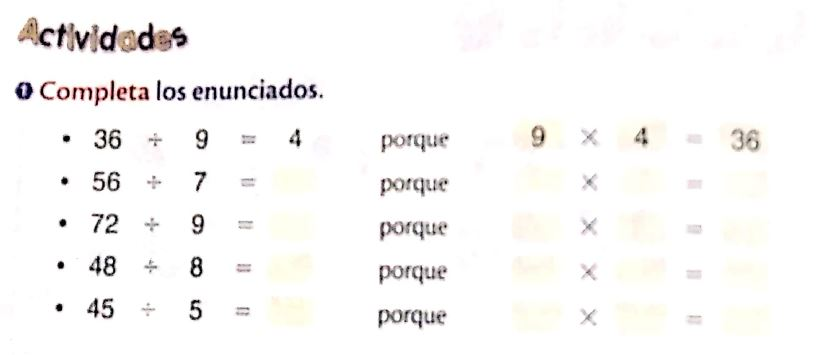 Actividades
1 Completa los enunciados.
• 36 ÷ 9 = 4 porque 9 × 4 = 36
• 56 ÷ 7 = porque × =
• 72 ÷ 9 = porque × =
• 48 ÷ 8 = porque × =
• 45 ÷ 5 = porque × =